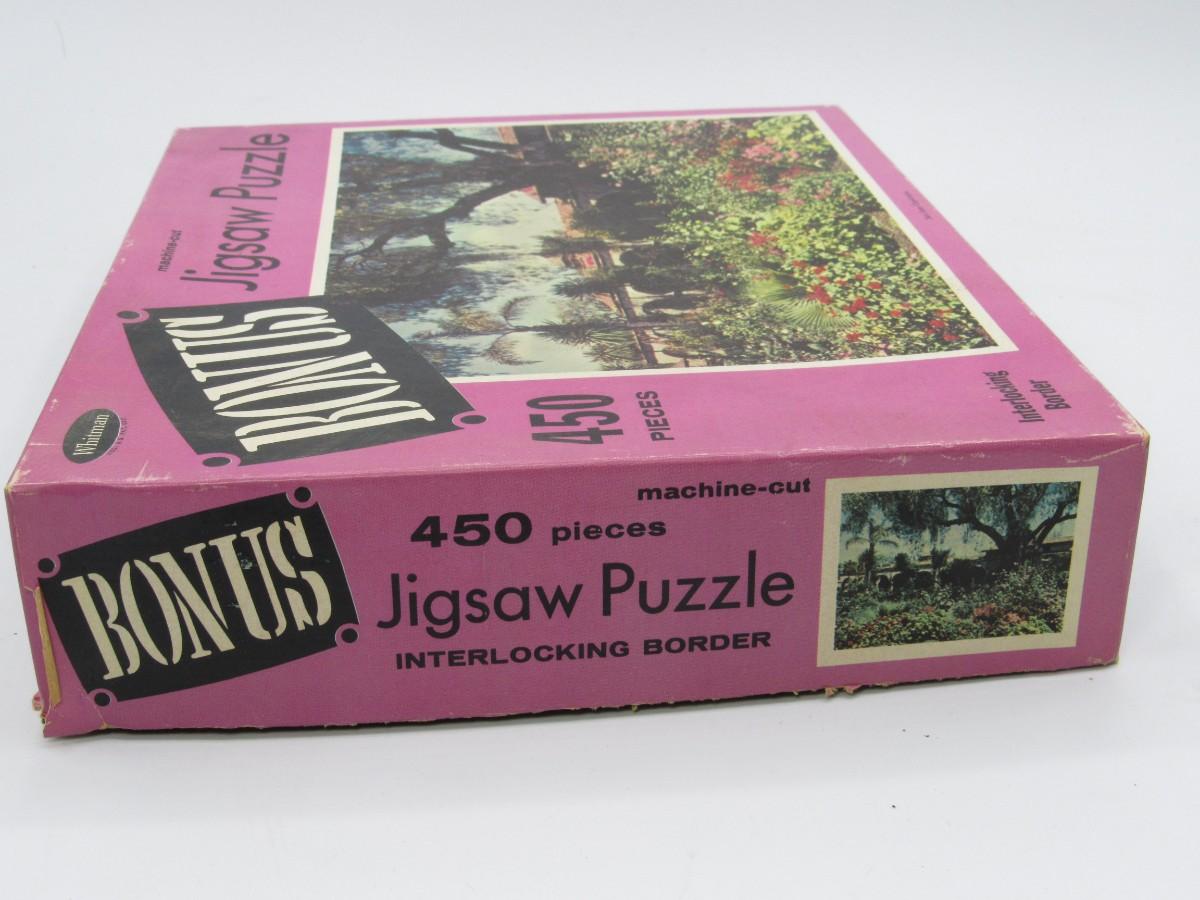 machine-cut
Jigsaw Puzzle
BONUS
Whitman
450
PIECES
Interlocking
Border
BONUS
machine-cut
450 pieces
Jigsaw Puzzle
INTERLOCKING BORDER